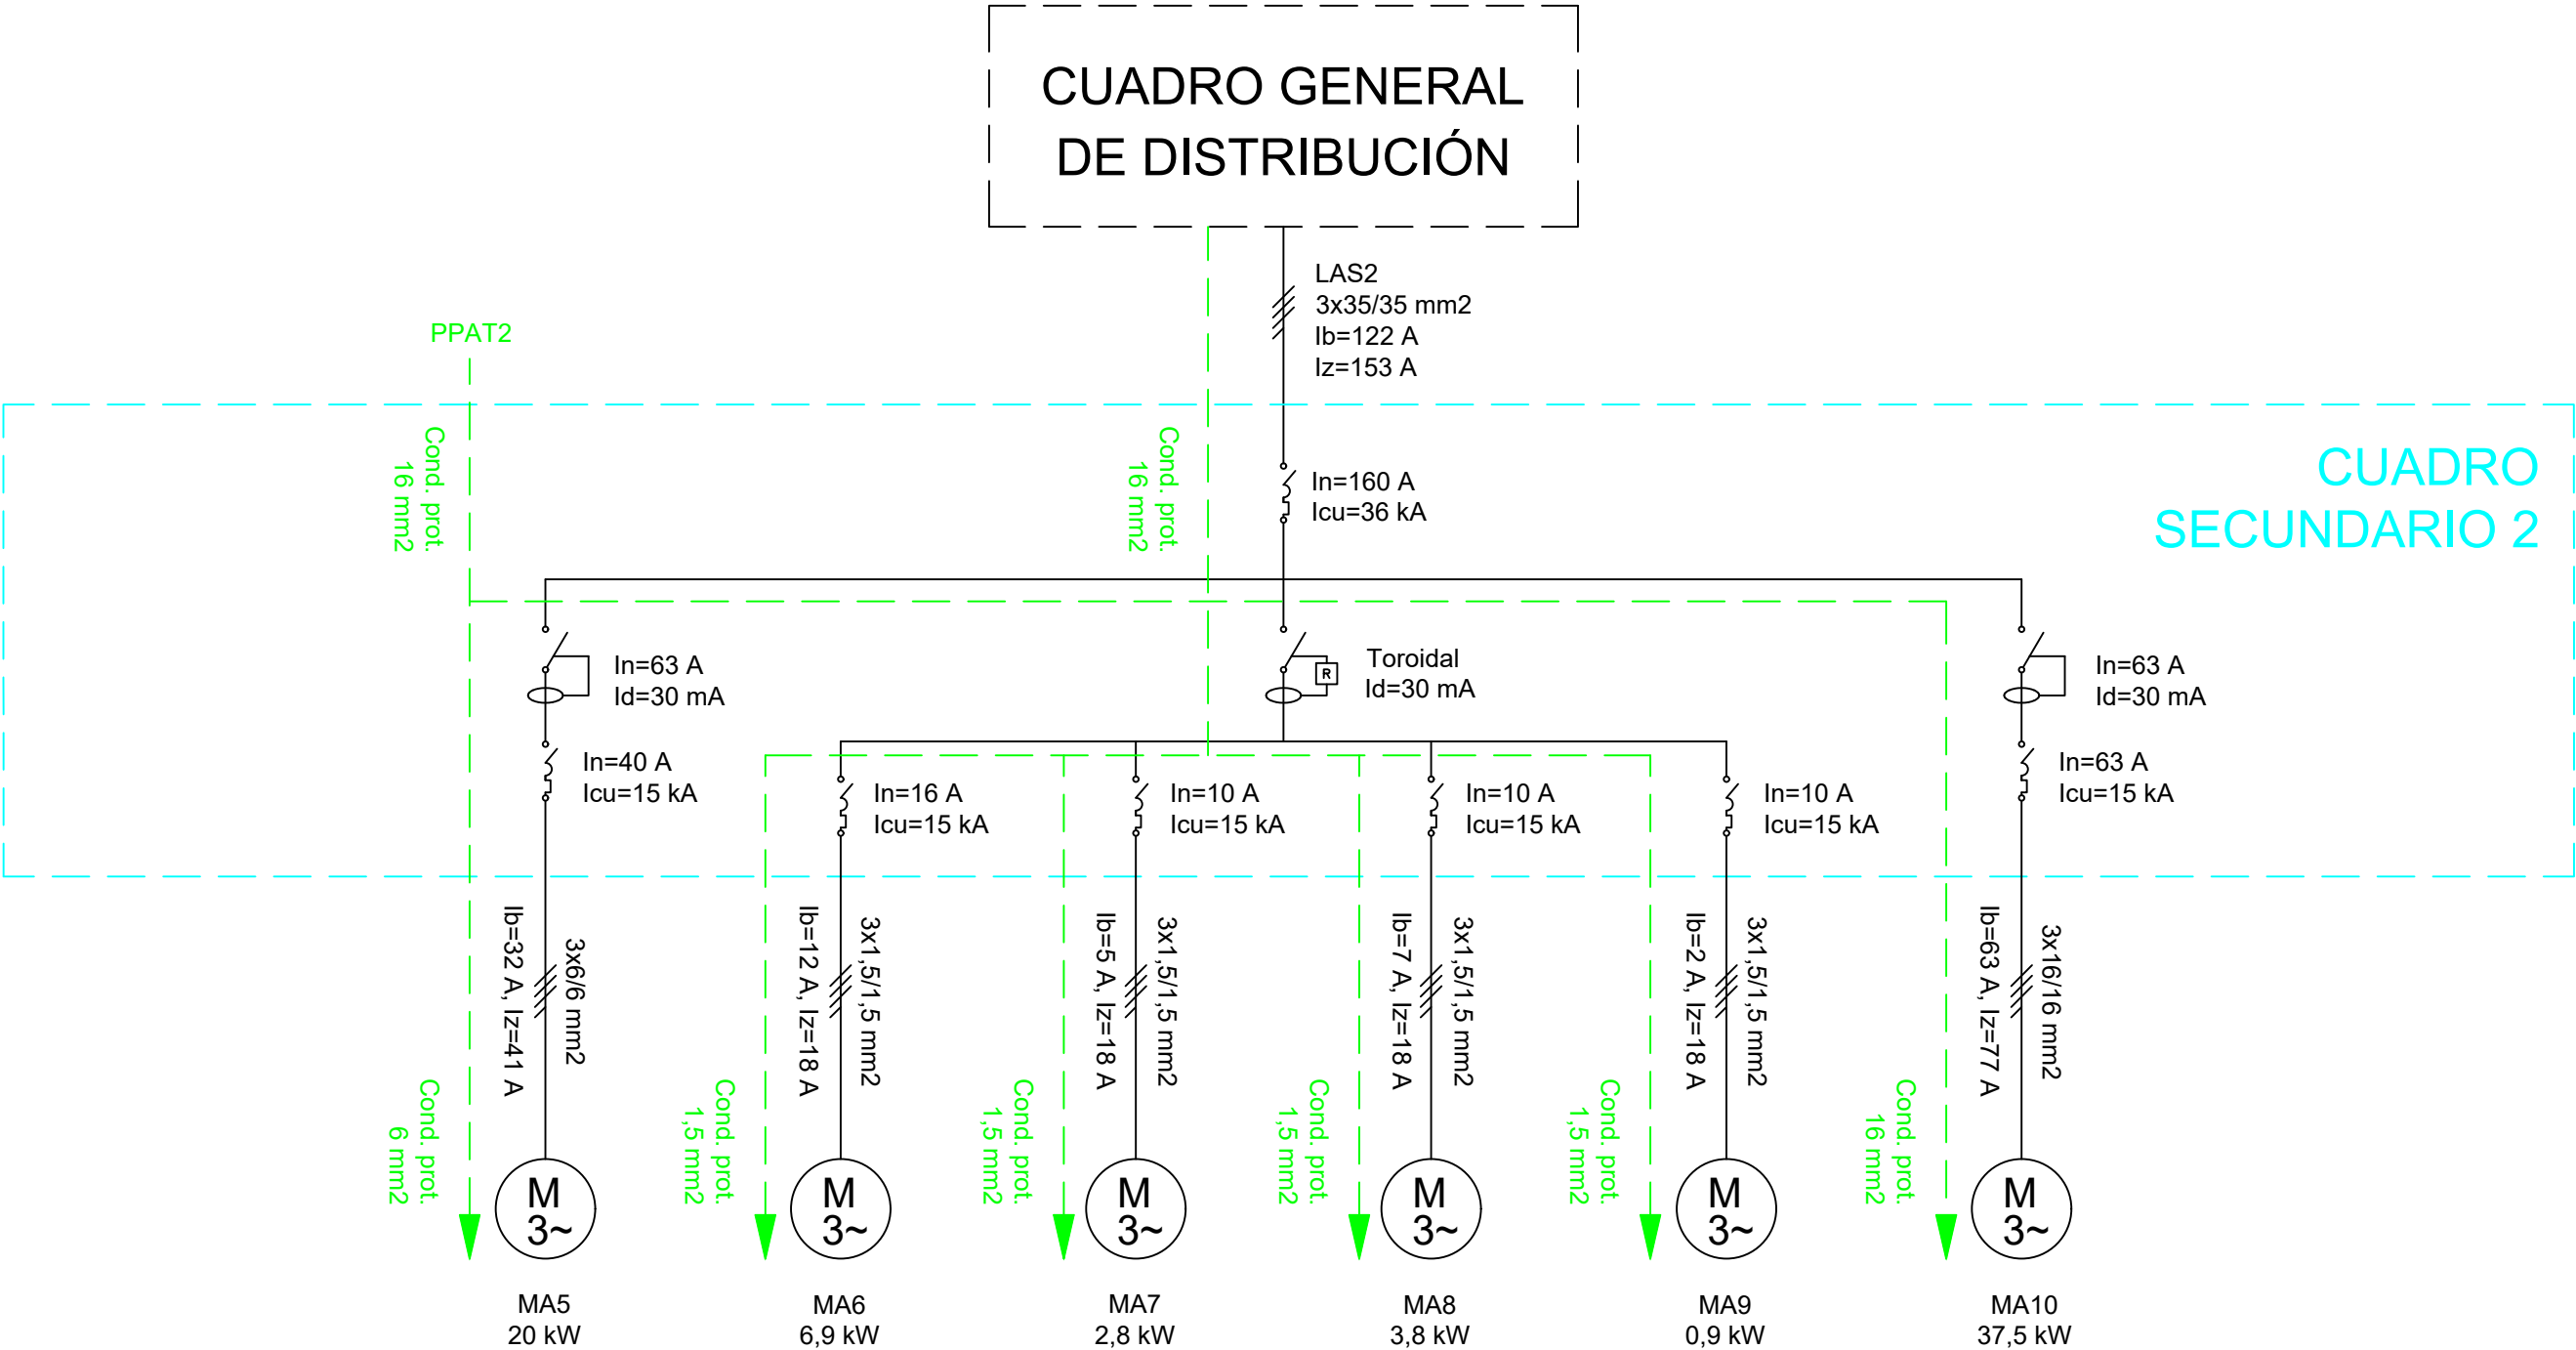 CUADRO GENERAL
DE DISTRIBUCIÓN
LAS2
3x35/35 mm2
Ib=122 A
Iz=153 A
PPAT2
Cond. prot.
16 mm2
Cond. prot.
16 mm2
In=160 A
Icu=36 kA
CUADRO
SECUNDARIO 2
In=63 A
Id=30 mA
R
Toroidal
Id=30 mA
In=63 A
Id=30 mA
In=40 A
Icu=15 kA
In=16 A
Icu=15 kA
In=10 A
Icu=15 kA
In=10 A
Icu=15 kA
In=10 A
Icu=15 kA
In=63 A
Icu=15 kA
3x6/6 mm2
Ib=32 A, Iz=41 A
3x1,5/1,5 mm2
Ib=12 A, Iz=18 A
3x1,5/1,5 mm2
Ib=5 A, Iz=18 A
3x1,5/1,5 mm2
Ib=7 A, Iz=18 A
3x1,5/1,5 mm2
Ib=2 A, Iz=18 A
3x16/16 mm2
Ib=63 A, Iz=77 A
Cond. prot.
6 mm2
Cond. prot.
1,5 mm2
Cond. prot.
1,5 mm2
Cond. prot.
1,5 mm2
Cond. prot.
1,5 mm2
Cond. prot.
16 mm2
M
3~
M
3~
M
3~
M
3~
M
3~
M
3~
MA5
20 kW
MA6
6,9 kW
MA7
2,8 kW
MA8
3,8 kW
MA9
0,9 kW
MA10
37,5 kW